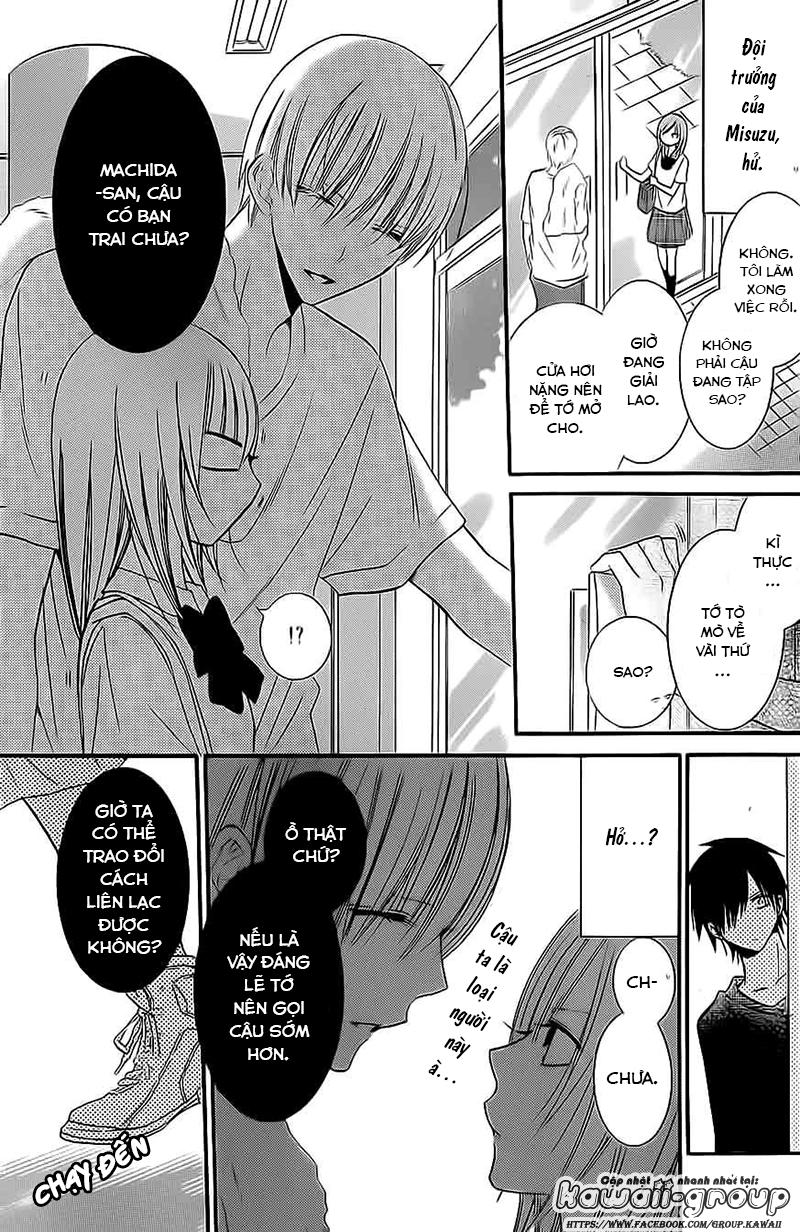 Đội
trưởng
của
Misuzu,
hử.
KHÔNG.
TÔI LÀM
XONG
VIỆC RỒI.
KHÔNG
PHẢI CẬU
ĐANG TẬP
SAO?
GIỜ
ĐANG
GIẢI
LAO.
CỬA HƠI
NẶNG NÊN
ĐỂ TỚ MỞ
CHO.
KÌ
THỰC
...
TỚ TÒ
MÒ VỀ
VÀI THỨ
...
SAO?
MACHIDA
-SAN, CẬU
CÓ BẠN
TRAI CHƯA?
!?
Hở...?
CH-
CHƯA.
Cậu
ta là
loại
người
này
à...
Ồ THẬT
CHỨ?
NẾU LÀ
VẬY ĐÁNG
LẼ TỚ
NÊN GỌI
CẬU SỚM
HƠN.
GIỜ TA
CÓ THỂ
TRAO ĐỔI
CÁCH
LIÊN LẠC
ĐƯỢC
KHÔNG?
CHẠY ĐẾN
Cập nhật nhanh nhất tại:
Kawaii-group
HTTPS://WWW.FACEBOOK.COM/GROUP.KAWAII